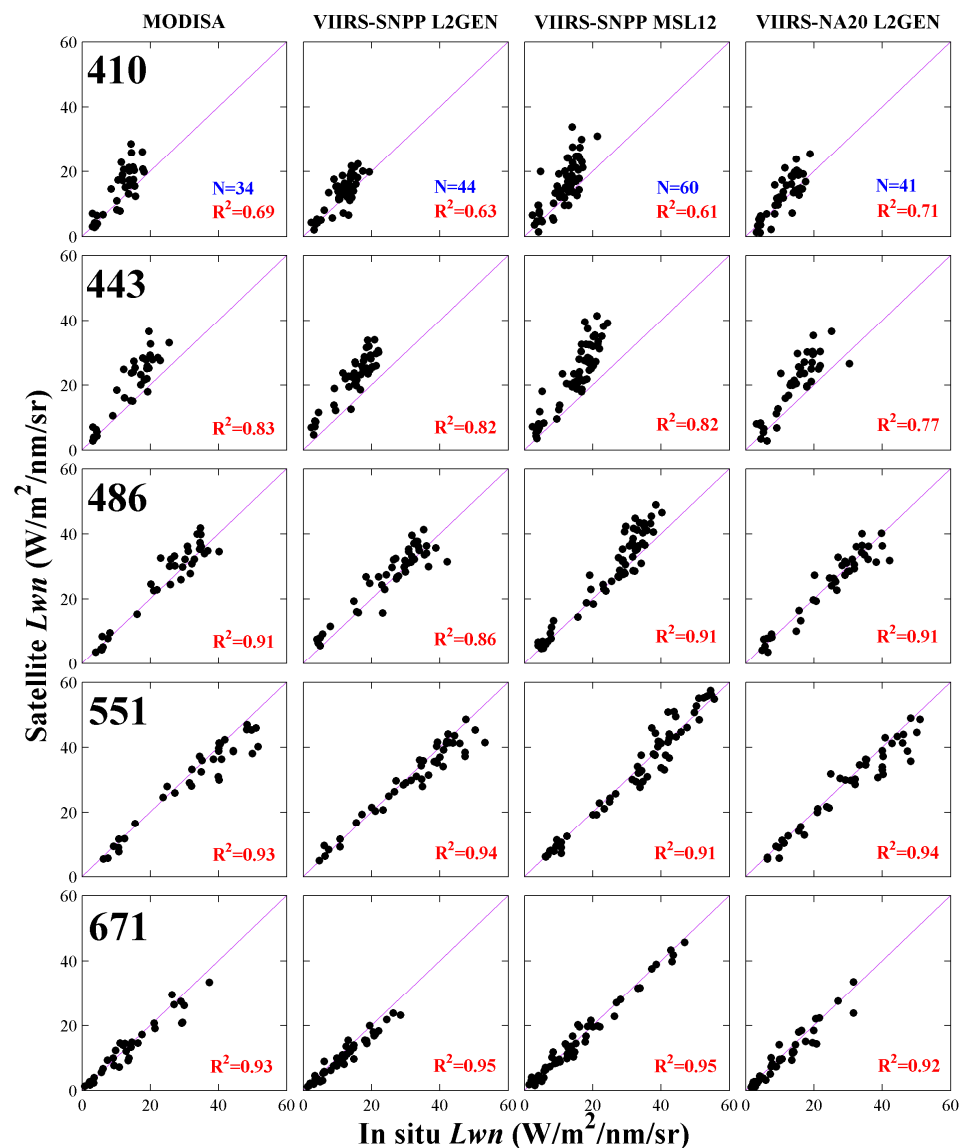 MODISA VIIRS-SNPP L2GEN VIIRS-SNPP MSL12 VIIRS-NA20 L2GEN
60
410
40
20
N=34 N=44 N=60 N=41
R²=0.69 R²=0.63 R²=0.61 R²=0.71
0
60
443
40
20
R²=0.83 R²=0.82 R²=0.82 R²=0.77
0
60
486
40
20
R²=0.91 R²=0.86 R²=0.91 R²=0.91
0
60
551
40
20
R²=0.93 R²=0.94 R²=0.91 R²=0.94
0
60
671
40
20
R²=0.93 R²=0.95 R²=0.95 R²=0.92
0
0 20 40 60 0 20 40 60 0 20 40 60 0 20 40 60
Satellite Lwn (W/m²/nm/sr)
In situ Lwn (W/m²/nm/sr)